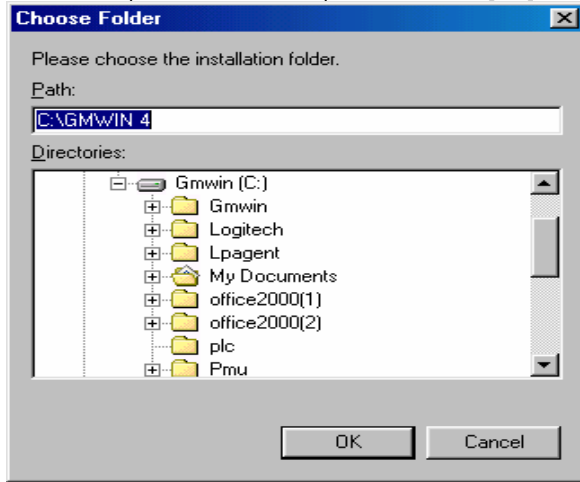 Choose Folder
Please choose the installation folder.
Path:
C:\GMWIN 4
Directories:
Gmwin (C:)
Gmwin
Logitech
Lpagent
My Documents
office2000(1)
office2000(2)
plc
Pmu
OK Cancel